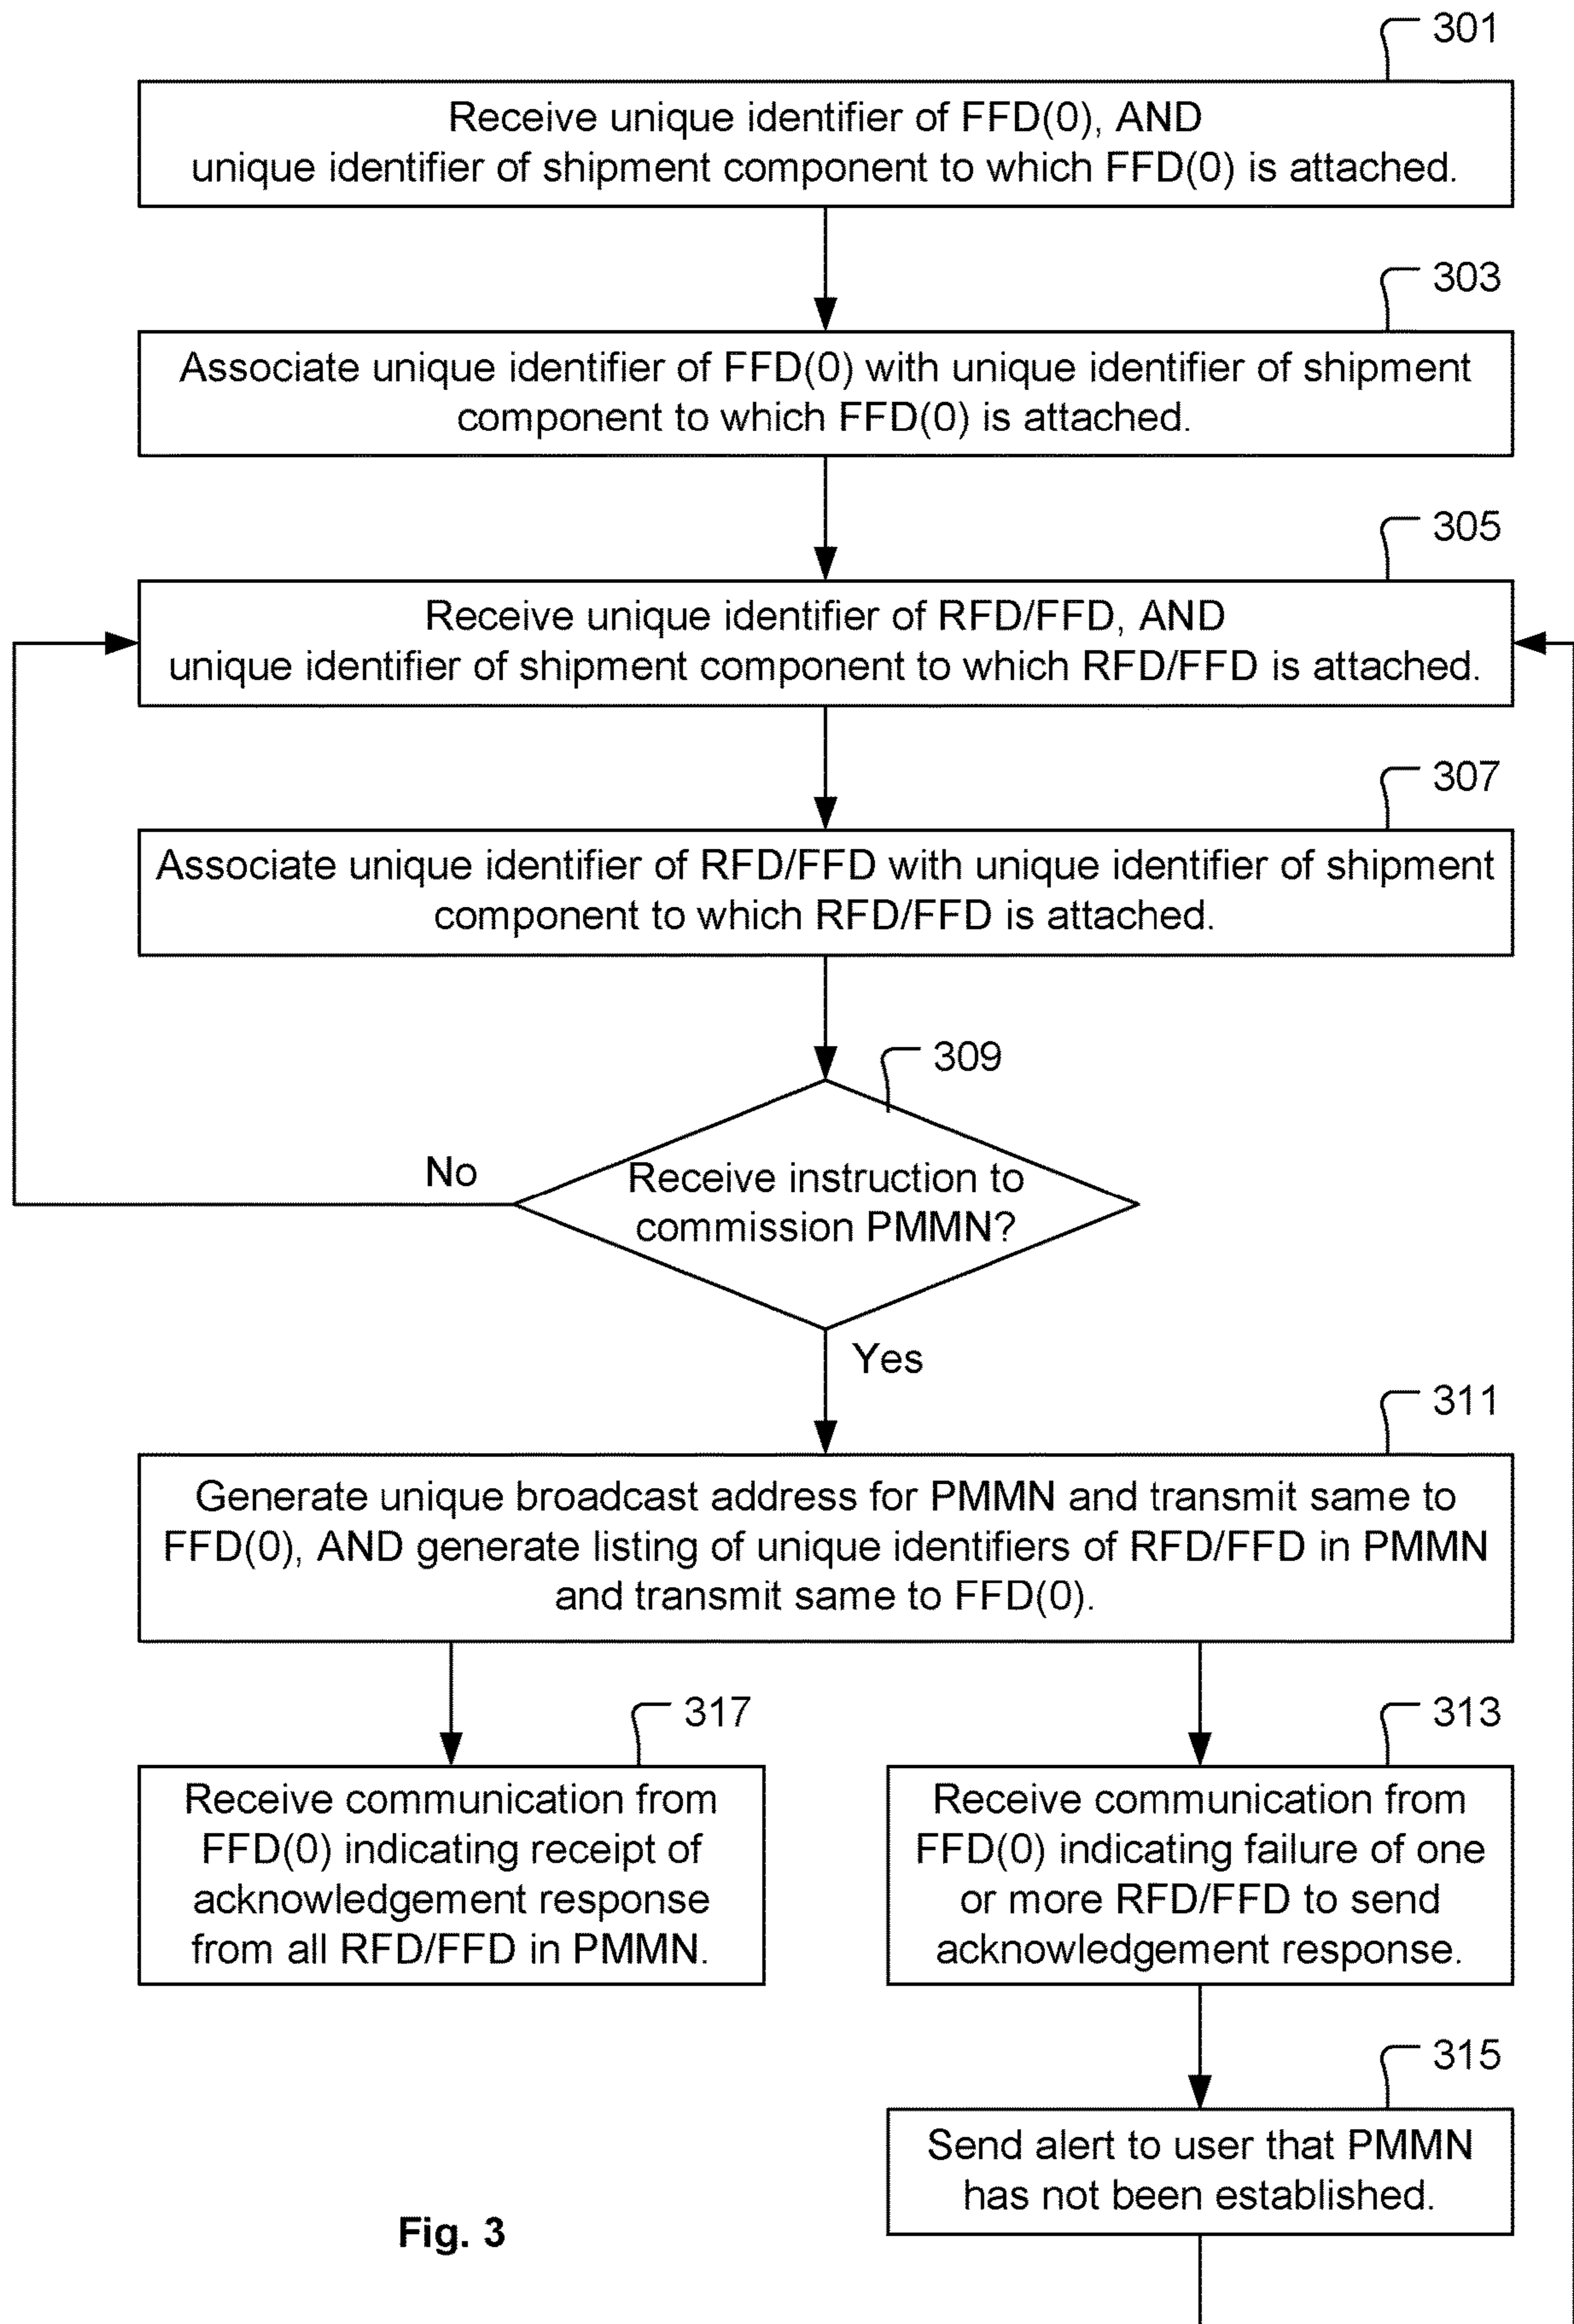 301
Receive unique identifier of FFD(0), AND
unique identifier of shipment component to which FFD(0) is attached.
303
Associate unique identifier of FFD(0) with unique identifier of shipment
component to which FFD(0) is attached.
305
Receive unique identifier of RFD/FFD, AND
unique identifier of shipment component to which RFD/FFD is attached.
307
Associate unique identifier of RFD/FFD with unique identifier of shipment
component to which RFD/FFD is attached.
309
Receive instruction to
commission PMMN?
No
Yes
311
Generate unique broadcast address for PMMN and transmit same to
FFD(0), AND generate listing of unique identifiers of RFD/FFD in PMMN
and transmit same to FFD(0).
317
Receive communication from
FFD(0) indicating receipt of
acknowledgement response
from all RFD/FFD in PMMN.
313
Receive communication from
FFD(0) indicating failure of one
or more RFD/FFD to send
acknowledgement response.
315
Send alert to user that PMMN
has not been established.
Fig. 3